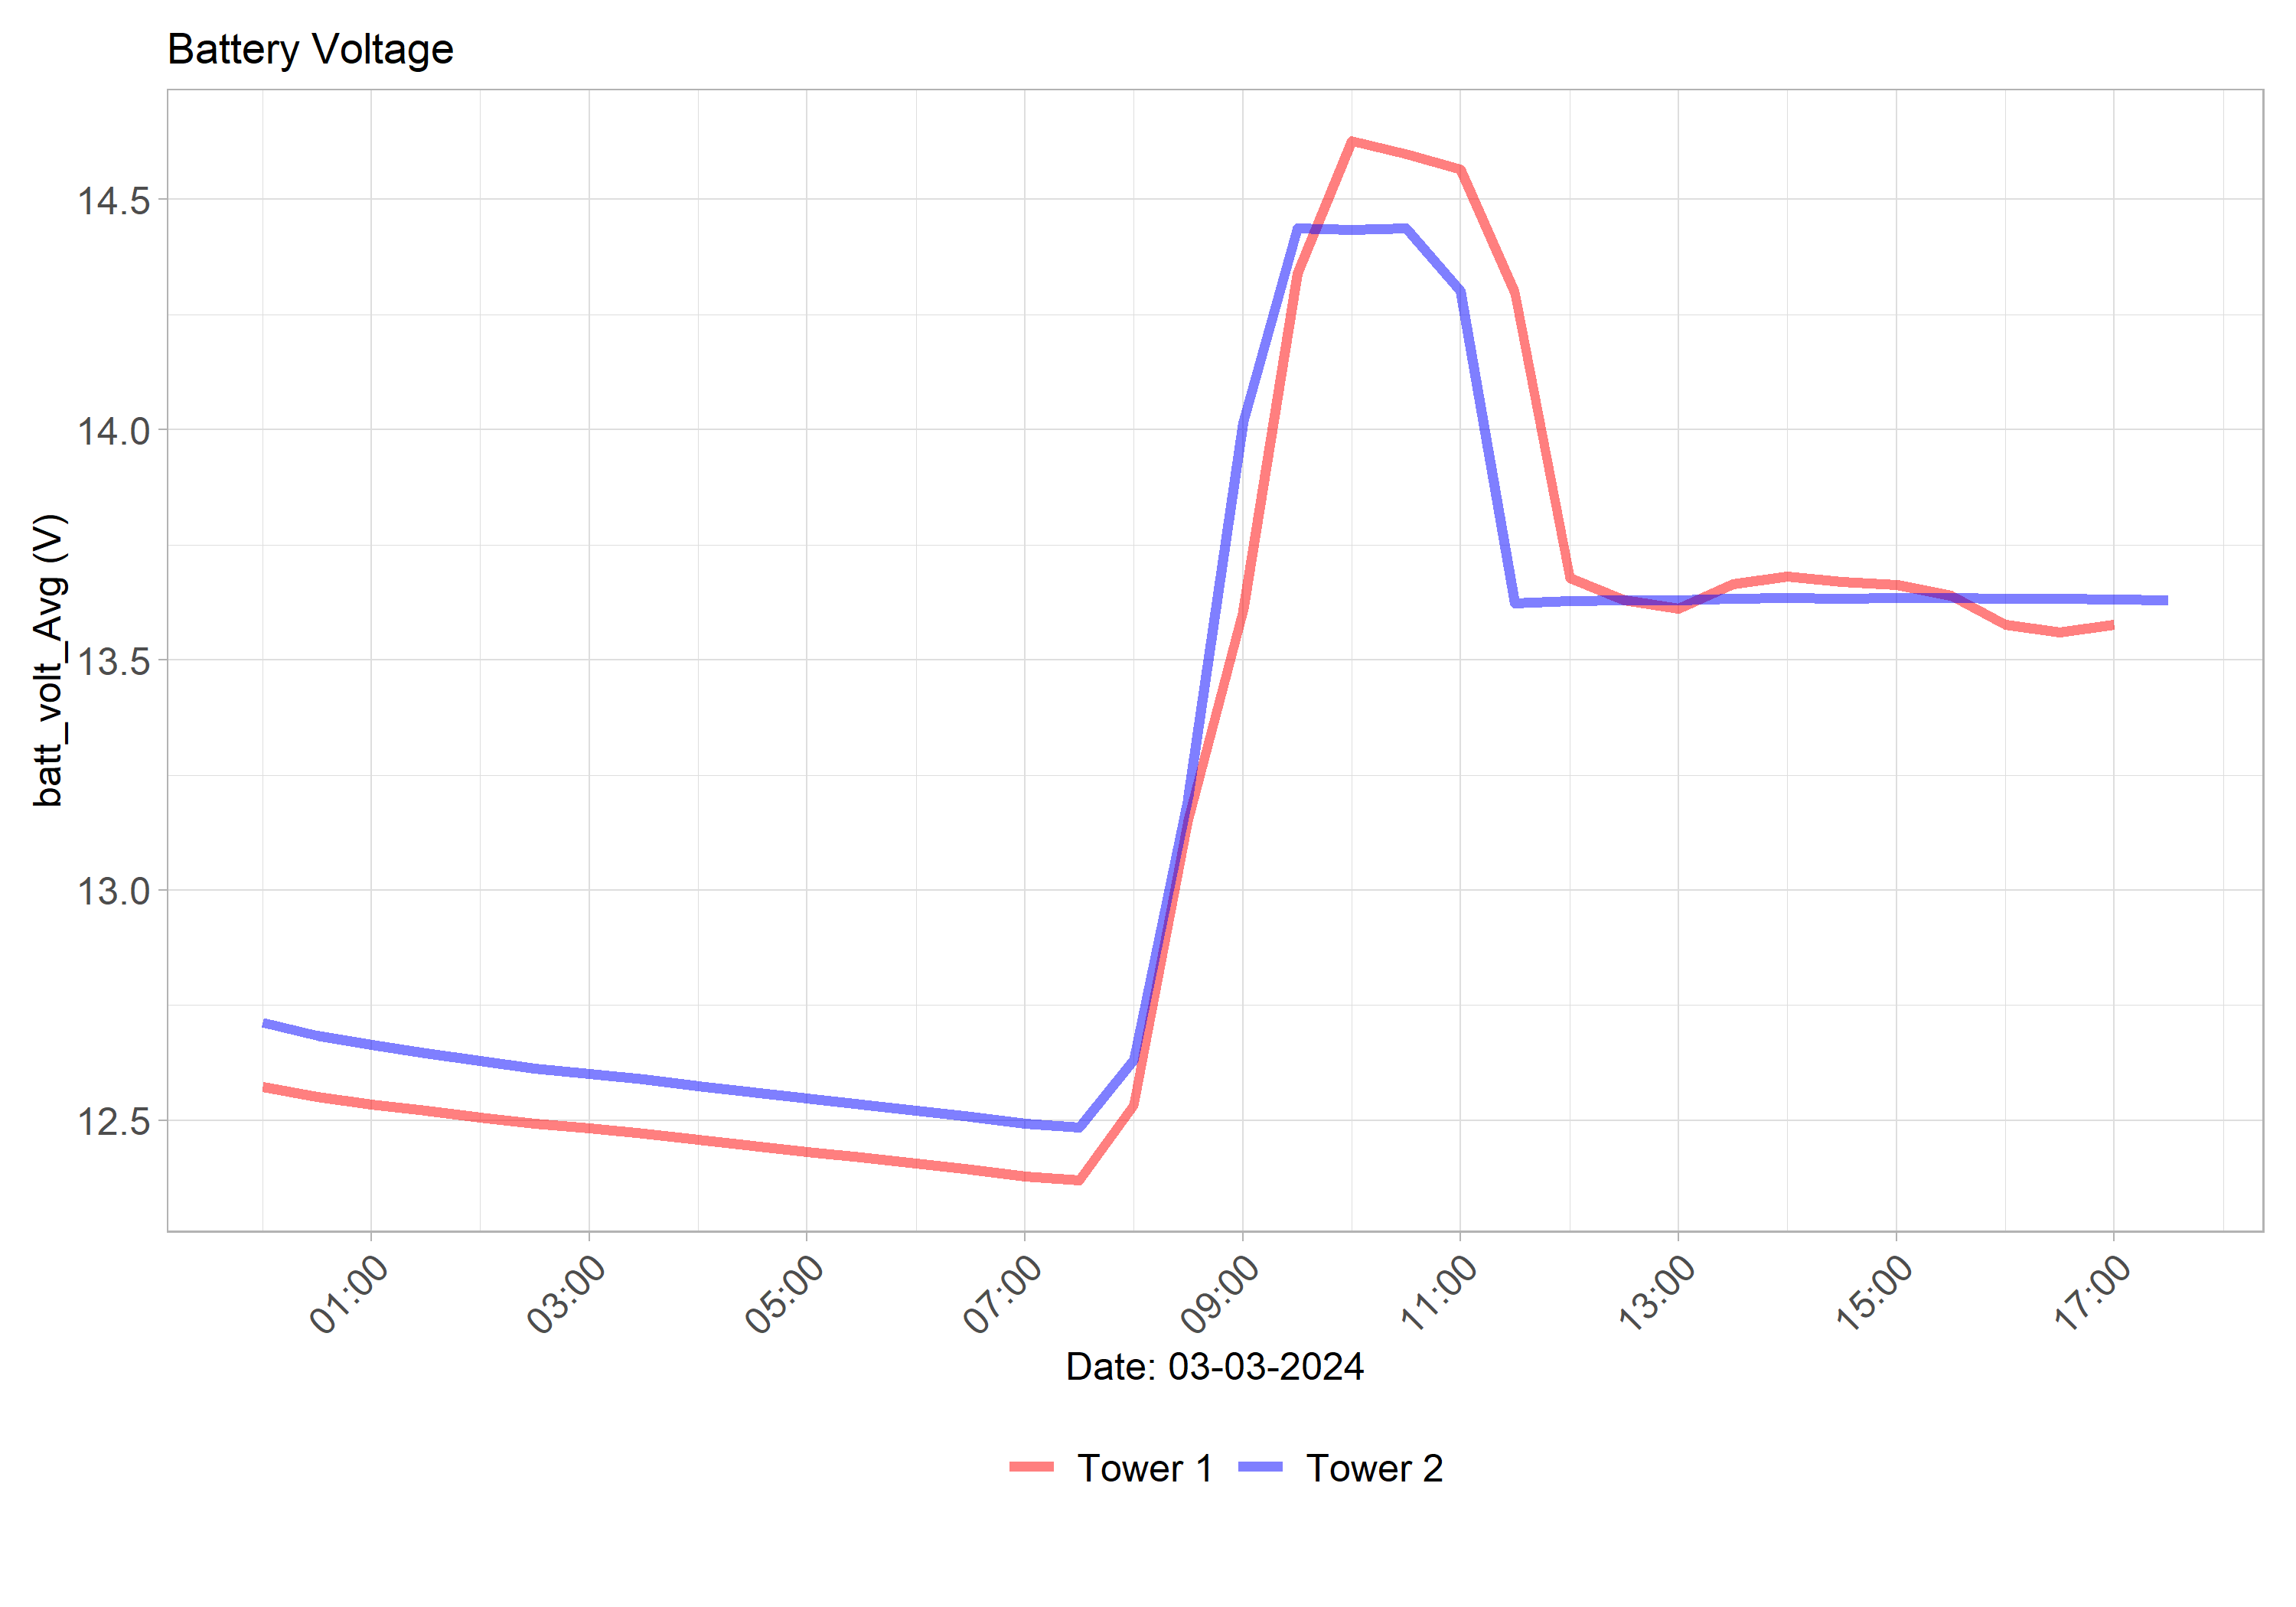 Battery Voltage
batt_volt_Avg (V)
14.5
14.0
13.5
13.0
12.5
01:00 03:00 05:00 07:00 09:00 11:00 13:00 15:00 17:00
Date: 03-03-2024
Tower 1 Tower 2